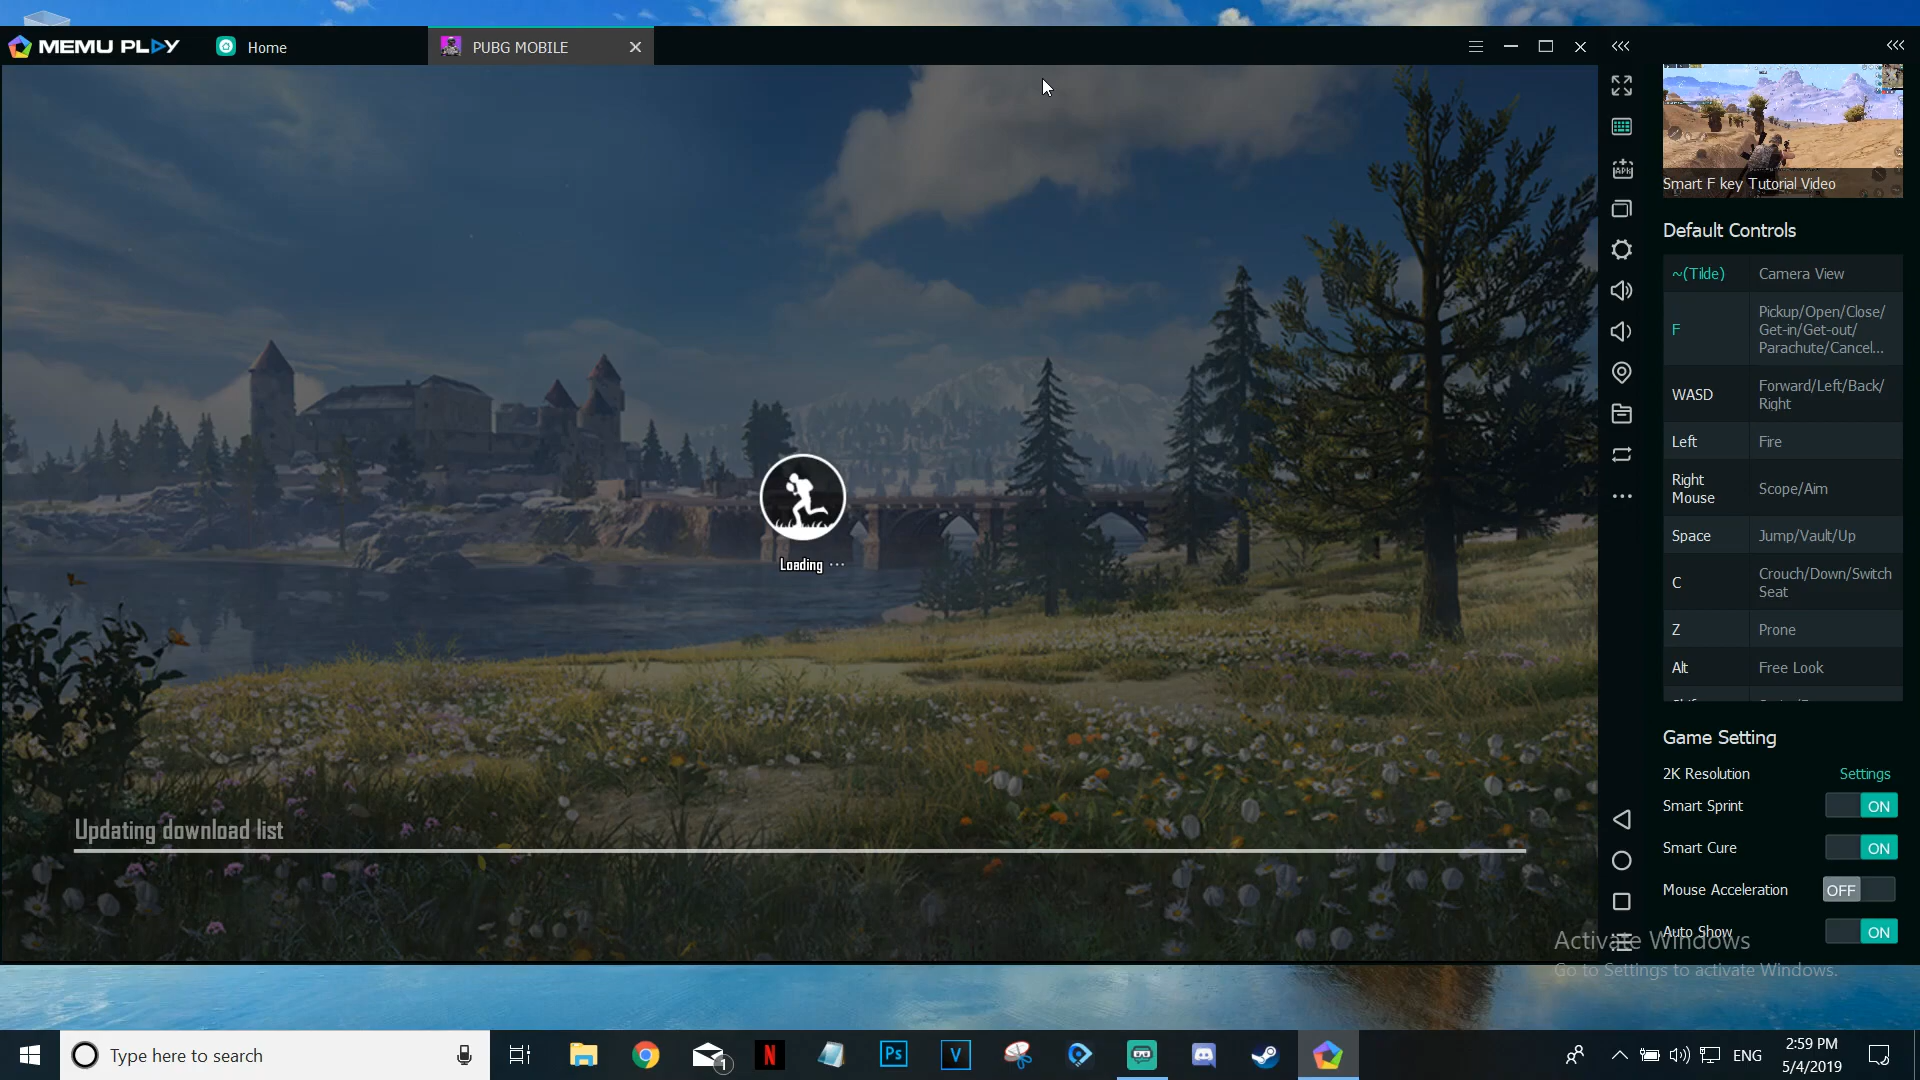 MEMU PLAY
Home
PUBG MOBILE
APK
Smart F key Tutorial Video
Default Controls
~(Tilde)
Camera View
F
Pickup/Open/Close/
Get-in/Get-out/
Parachute/Cancel...
WASD
Forward/Left/Back/
Right
Left
Fire
Right
Mouse
Scope/Aim
Space
Jump/Vault/Up
C
Crouch/Down/Switch
Seat
Z
Prone
Alt
Free Look
Loading ...
Updating download list
Game Setting
2K Resolution
Settings
Smart Sprint
ON
Smart Cure
ON
Mouse Acceleration
OFF
Auto Show
ON
Activate Windows
Go to Settings to activate Windows.
Type here to search
1
N
Ps
V
ENG
2:59 PM
5/4/2019